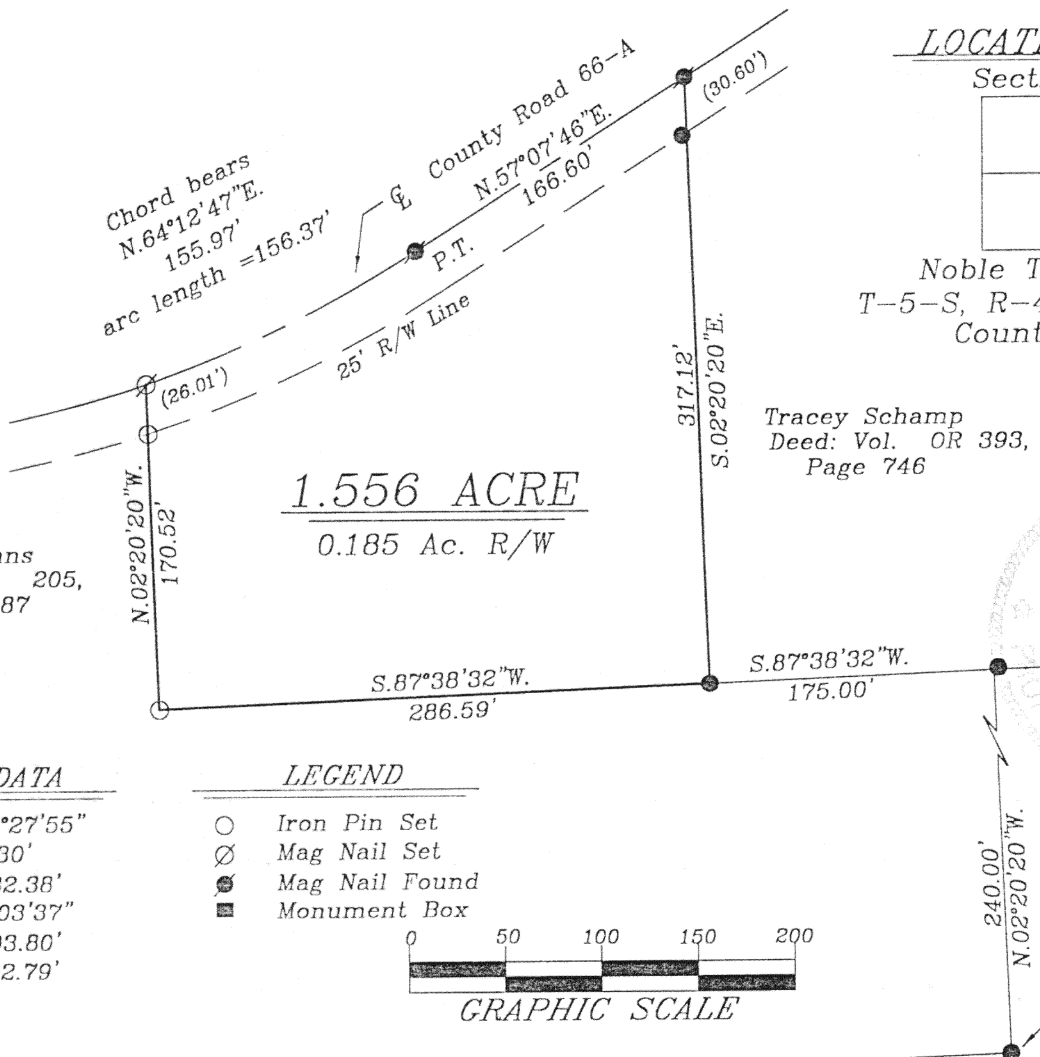 LOCATI
Sect
Noble T
T-5-S, R-4
Count
Chord bears
N.64°12'47"E.
155.97'
arc length =156.37'
℄ County Road 66-A
N.57°07'46"E.
166.60'
(30.60')
P.T.
25' R/W Line
(26.01')
317.12'
S.02°20'20"E.
Tracey Schamp
Deed: Vol. OR 393,
Page 746
1.556 ACRE
0.185 Ac. R/W
N.02°20'20"W.
170.52'
ns
205,
87
S.87°38'32"W.
286.59'
S.87°38'32"W.
175.00'
DATA
°27'55"
30'
32.38'
03'37"
93.80'
2.79'
LEGEND
Iron Pin Set
Mag Nail Set
Mag Nail Found
Monument Box
0 50 100 150 200
GRAPHIC SCALE
240.00'
N.02°20'20"W.